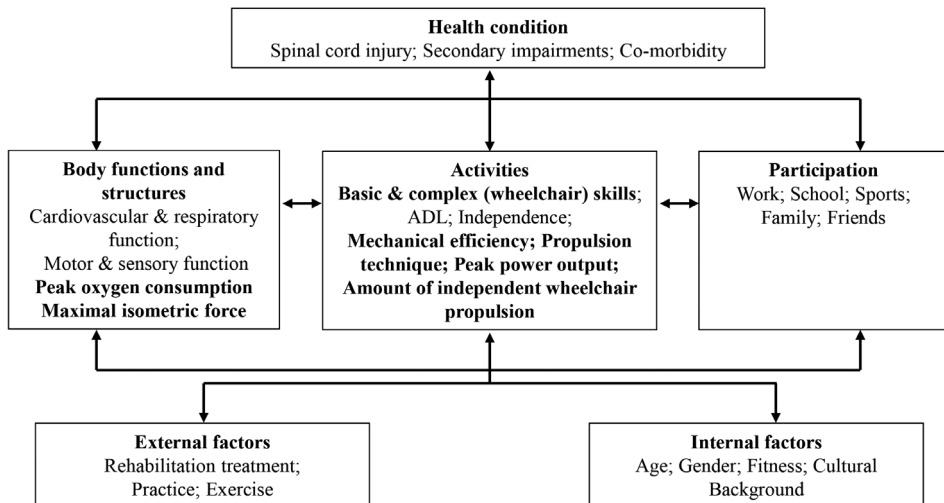 Health condition
Spinal cord injury; Secondary impairments; Co-morbidity
Body functions and
structures
Cardiovascular & respiratory
function;
Motor & sensory function
Peak oxygen consumption
Maximal isometric force
Activities
Basic & complex (wheelchair) skills;
ADL; Independence;
Mechanical efficiency; Propulsion
technique; Peak power output;
Amount of independent wheelchair
propulsion
Participation
Work; School; Sports;
Family; Friends
External factors
Rehabilitation treatment;
Practice; Exercise
Internal factors
Age; Gender; Fitness; Cultural
Background